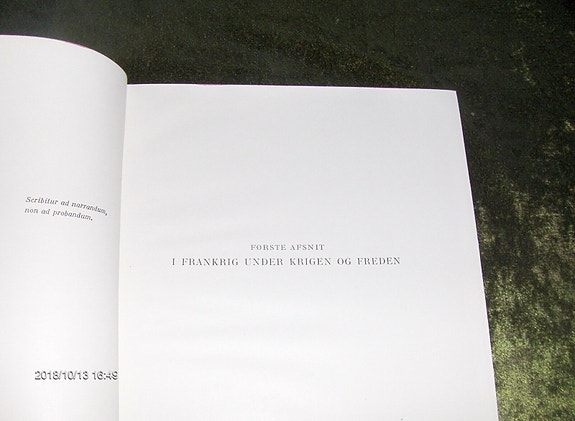 Scribitur ad narrandum,
non ad probandum.
2018/10/13 16:49
FØRSTE AFSNIT
I FRANKRIG UNDER KRIGEN OG FREDEN